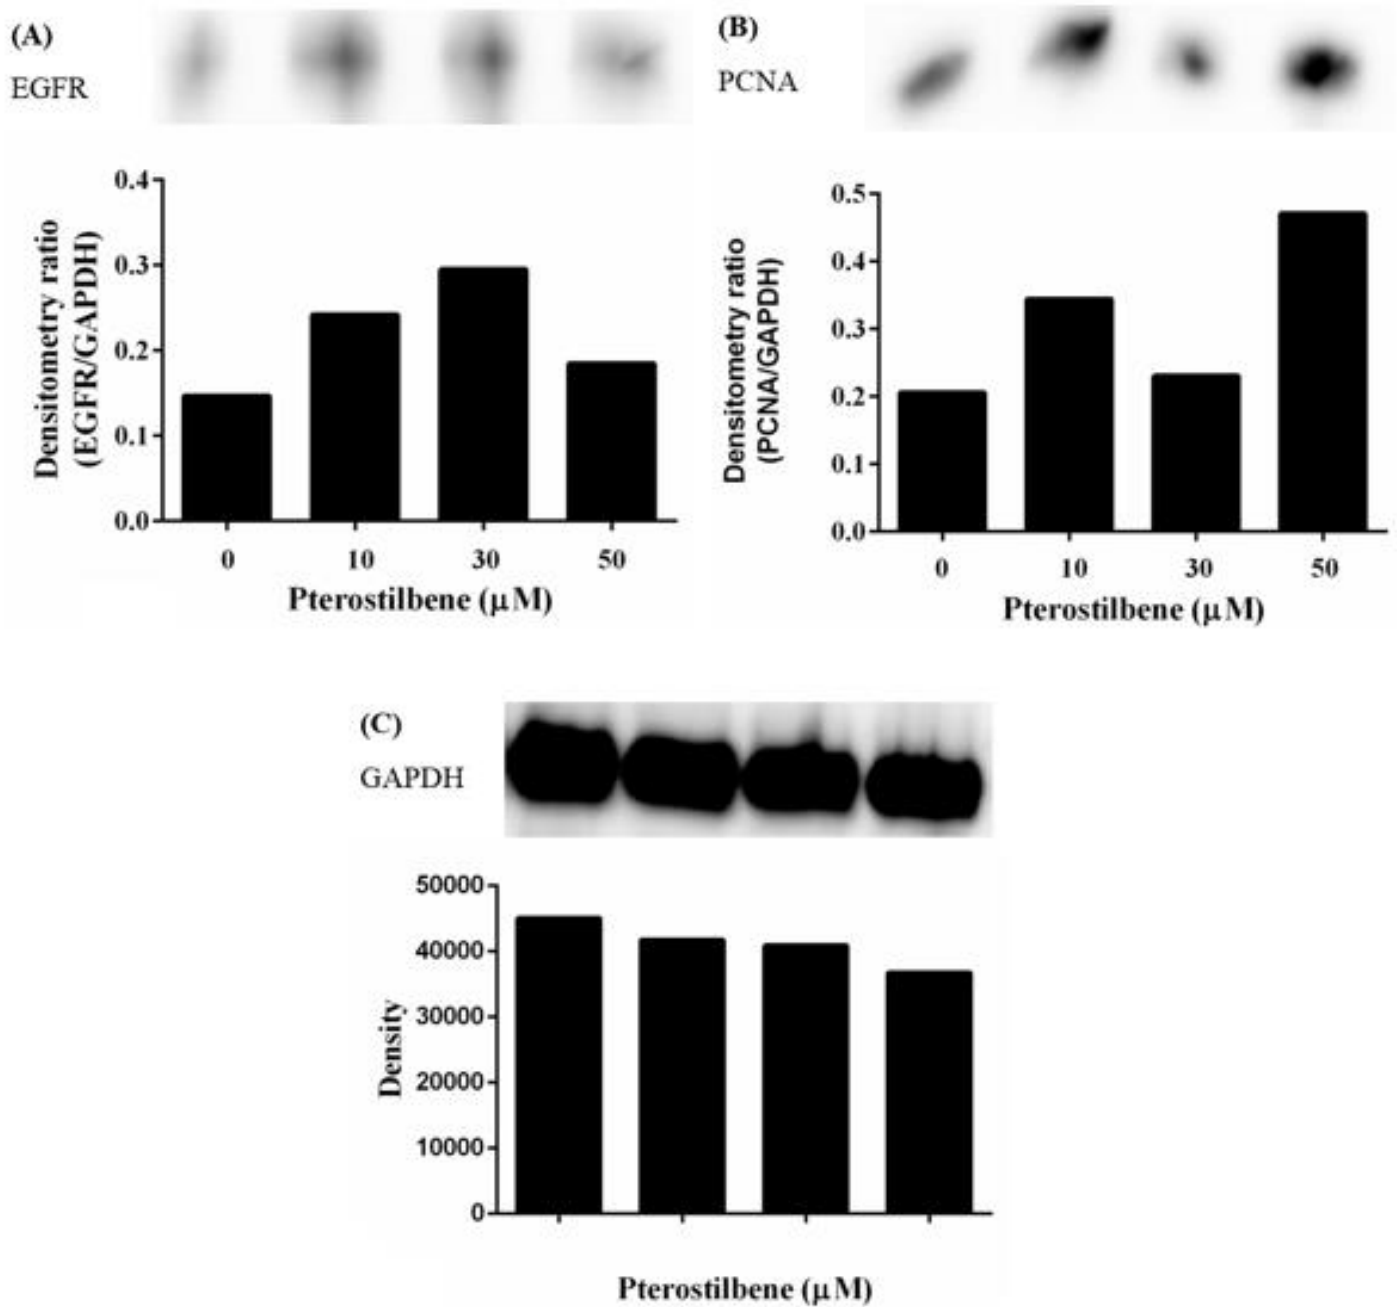 (A)
EGFR
0.4
0.3
0.2
0.1
0.0
Densitometry ratio
(EGFR/GAPDH)
0 10 30 50
Pterostilbene (μM)
(B)
PCNA
0.5
0.4
0.3
0.2
0.1
0.0
Densitometry ratio
(PCNA/GAPDH)
0 10 30 50
Pterostilbene (μM)
(C)
GAPDH
50000
40000
30000
20000
10000
0
Density
Pterostilbene (μM)